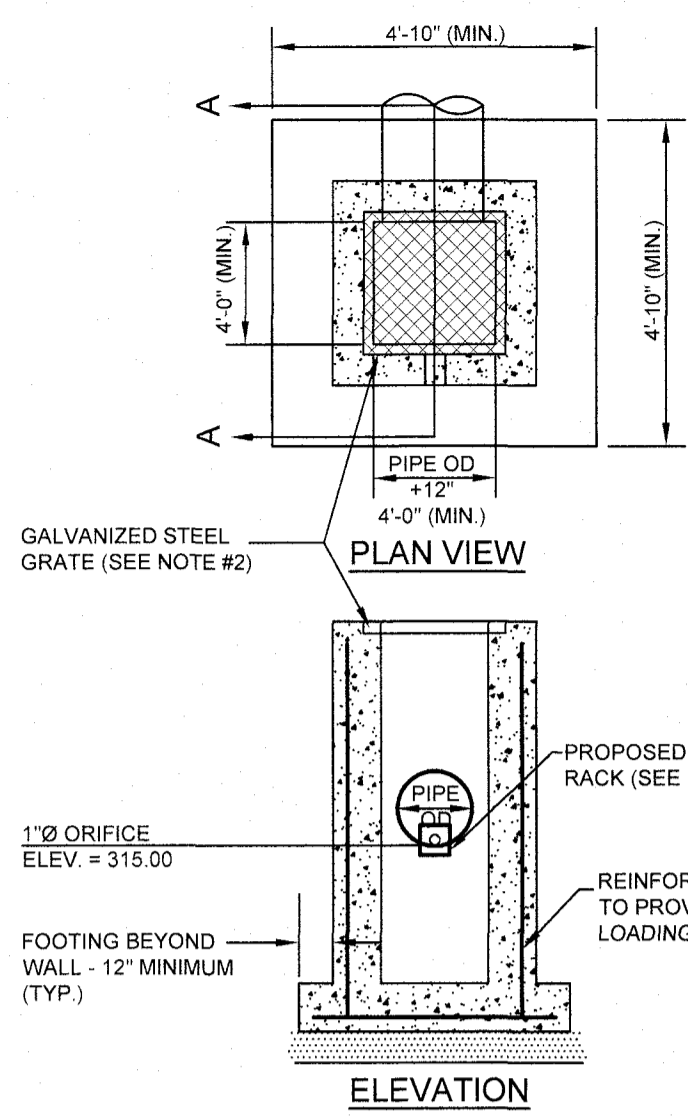 4'-10" (MIN.)
A
4'-0" (MIN.)
4'-10" (MIN.)
A
PIPE OD
+12"
4'-0" (MIN.)
GALVANIZED STEEL
GRATE (SEE NOTE #2)
PLAN VIEW
PROPOSED
RACK (SEE
PIPE
OD
1"Ø ORIFICE
ELEV. = 315.00
REINFOR
TO PROV
LOADING
FOOTING BEYOND
WALL - 12" MINIMUM
(TYP.)
ELEVATION